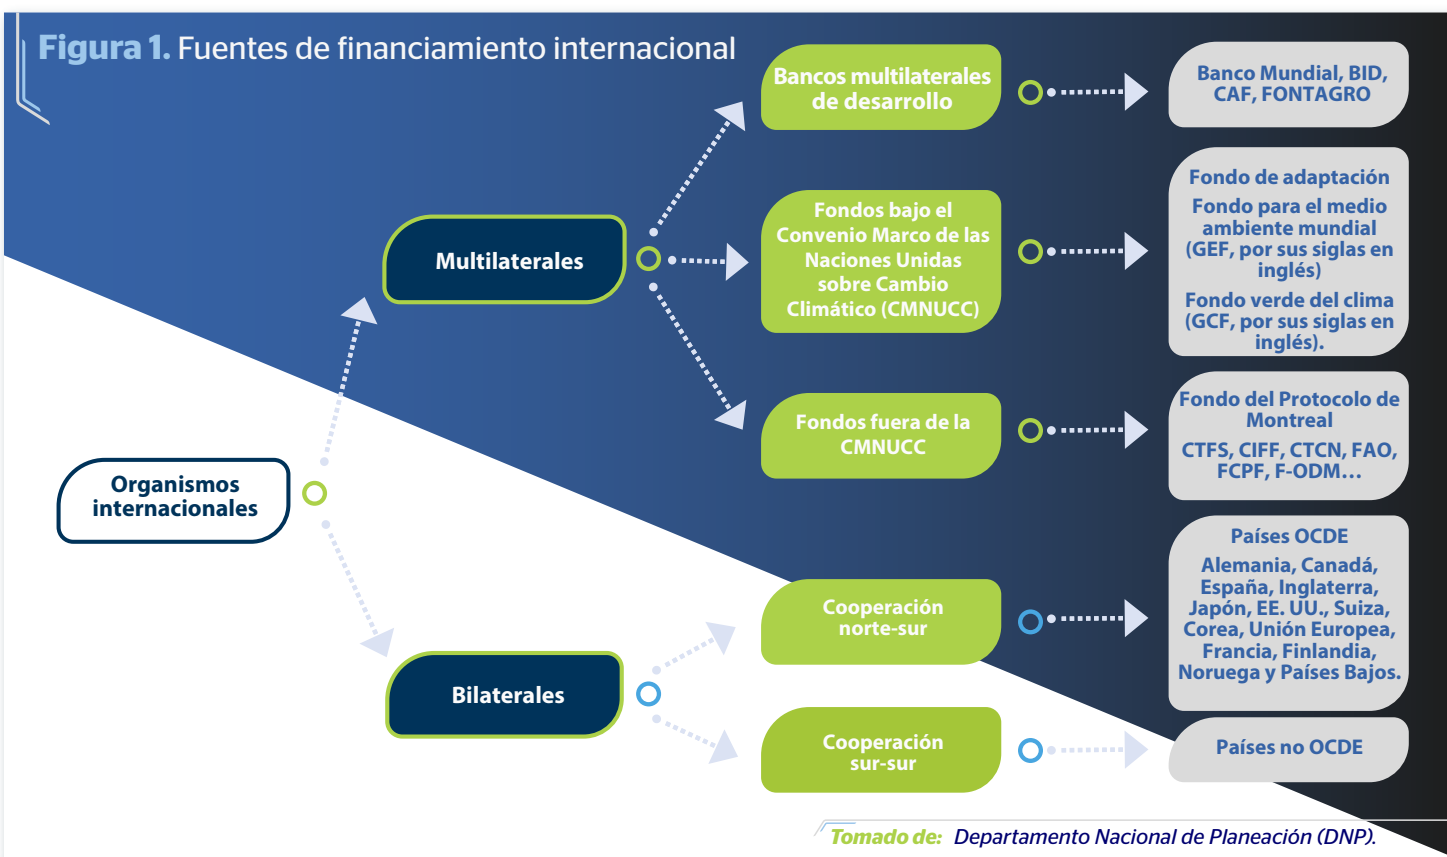 Figura 1. Fuentes de financiamiento internacional
Organismos
internacionales
Multilaterales
Bancos multilaterales
de desarrollo
Banco Mundial, BID,
CAF, FONTAGRO
Fondos bajo el
Convenio Marco de las
Naciones Unidas
sobre Cambio
Climático (CMNUCC)
Fondo de adaptación
Fondo para el medio
ambiente mundial
(GEF, por sus siglas en
inglés)
Fondo verde del clima
(GCF, por sus siglas en
inglés).
Fondos fuera de la
CMNUCC
Fondo del Protocolo de
Montreal
CTFS, CIFF, CTCN, FAO,
FCPF, F-ODM…
Bilaterales
Cooperación
norte-sur
Países OCDE
Alemania, Canadá,
España, Inglaterra,
Japón, EE. UU., Suiza,
Corea, Unión Europea,
Francia, Finlandia,
Noruega y Países Bajos.
Cooperación
sur-sur
Países no OCDE
Tomado de: Departamento Nacional de Planeación (DNP).